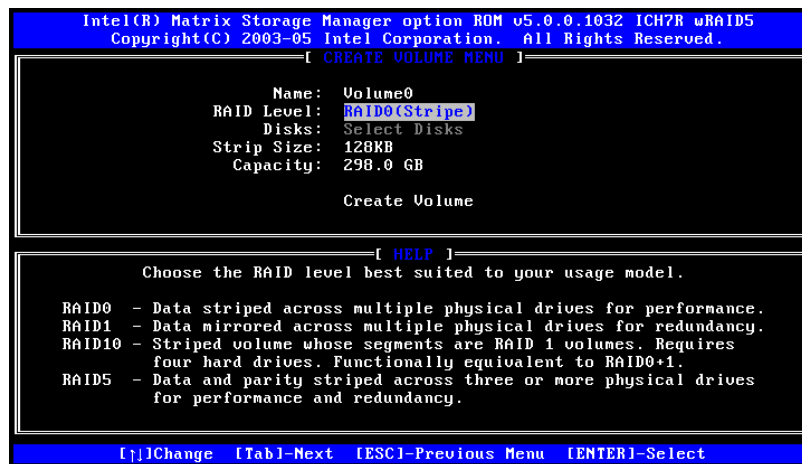 Intel(R) Matrix Storage Manager option ROM v5.0.0.1032 ICH7R wRAID5
Copyright(C) 2003-05 Intel Corporation.  All Rights Reserved.
[ CREATE VOLUME MENU ]
Name: Volume0
RAID Level: RAID0(Stripe)
Disks: Select Disks
Strip Size: 128KB
Capacity: 298.0 GB
Create Volume
[ HELP ]
Choose the RAID level best suited to your usage model.
RAID0 - Data striped across multiple physical drives for performance.
RAID1 - Data mirrored across multiple physical drives for redundancy.
RAID10 - Striped volume whose segments are RAID 1 volumes. Requires
four hard drives. Functionally equivalent to RAID0+1.
RAID5 - Data and parity striped across three or more physical drives
for performance and redundancy.
[↑↓]Change [Tab]-Next [ESC]-Previous Menu [ENTER]-Select